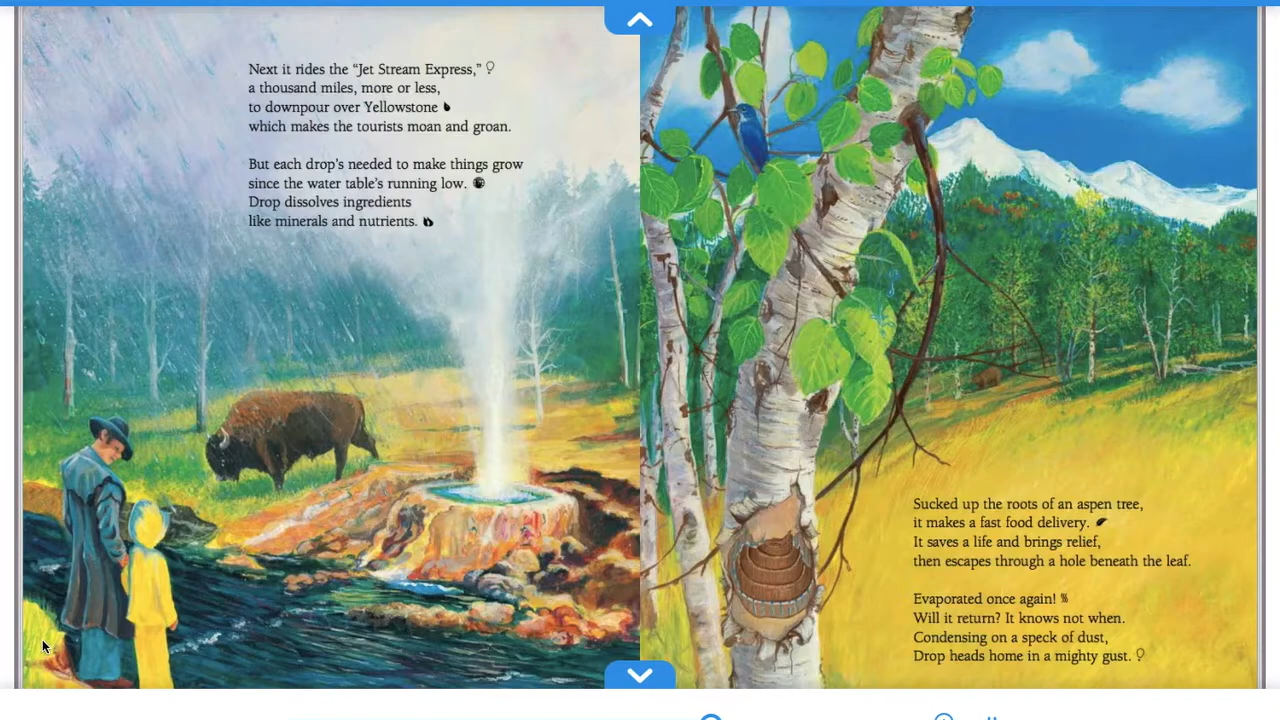 Next it rides the “Jet Stream Express,”
a thousand miles, more or less,
to downpour over Yellowstone
which makes the tourists moan and groan.
But each drop’s needed to make things grow
since the water table’s running low.
Drop dissolves ingredients
like minerals and nutrients.
Sucked up the roots of an aspen tree,
it makes a fast food delivery.
It saves a life and brings relief,
then escapes through a hole beneath the leaf.
Evaporated once again!
Will it return? It knows not when.
Condensing on a speck of dust,
Drop heads home in a mighty gust.